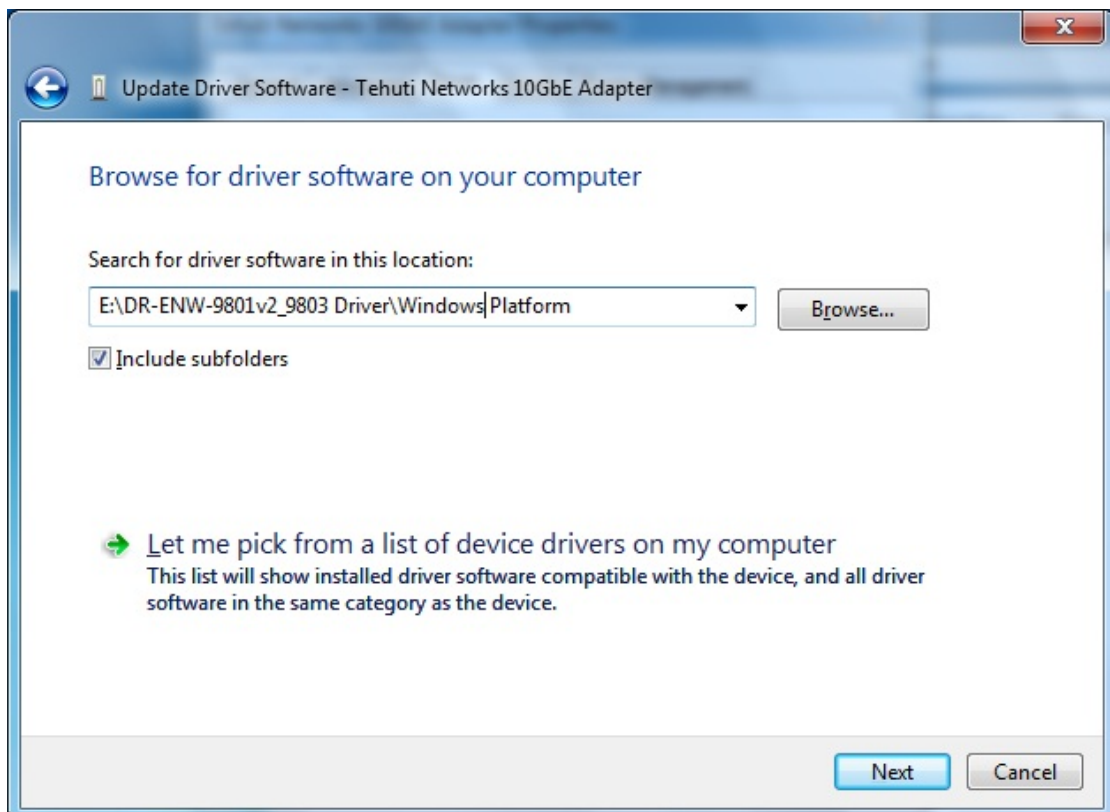 Update Driver Software - Tehuti Networks 10GbE Adapter
Browse for driver software on your computer
Search for driver software in this location:
E:\DR-ENW-9801v2_9803 Driver\Windows Platform
Browse...
Include subfolders
Let me pick from a list of device drivers on my computer
This list will show installed driver software compatible with the device, and all driver
software in the same category as the device.
Next
Cancel